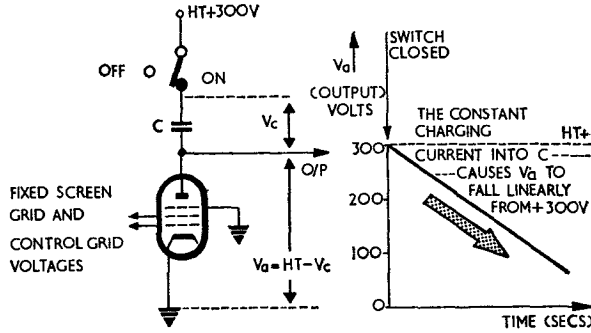 HT+300V
OFF
ON
C
Vc
O/P
FIXED SCREEN
GRID AND
CONTROL GRID
VOLTAGES
Va=HT-Vc
SWITCH
CLOSED
Va
(OUTPUT)
VOLTS
THE CONSTANT
CHARGING
HT+
300
CURRENT INTO C
CAUSES Va TO
FALL LINEARLY
FROM+300V
200
100
0
TIME (SECS)